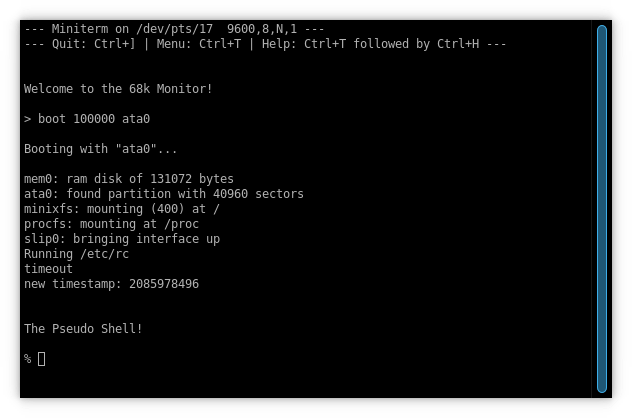 --- Miniterm on /dev/pts/17  9600,8,N,1 ---
--- Quit: Ctrl+] | Menu: Ctrl+T | Help: Ctrl+T followed by Ctrl+H ---
Welcome to the 68k Monitor!
> boot 100000 ata0
Booting with "ata0"...
mem0: ram disk of 131072 bytes
ata0: found partition with 40960 sectors
minixfs: mounting (400) at /
procfs: mounting at /proc
slip0: bringing interface up
Running /etc/rc
timeout
new timestamp: 2085978496
The Pseudo Shell!
%